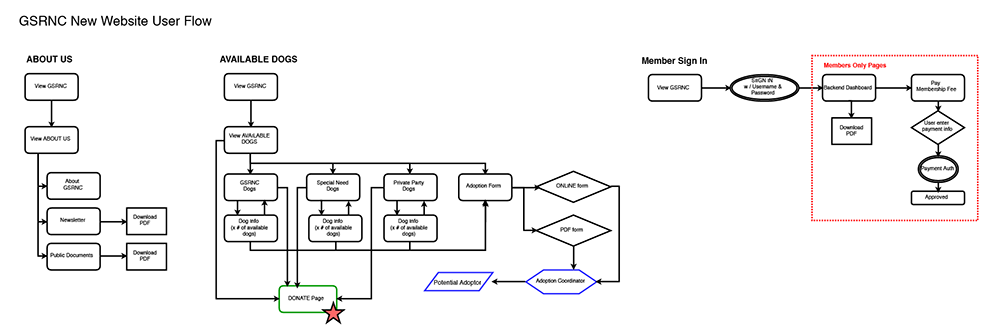 GSRNC New Website User Flow
ABOUT US
View GSRNC
View ABOUT US
About
GSRNC
Newsletter
Download
PDF
Public Documents
Download
PDF
AVAILABLE DOGS
View GSRNC
View AVAILABLE
DOGS
GSRNC
Dogs
Special Need
Dogs
Private Party
Dogs
Adoption Form
ONLINE form
Dog info
(x # of available
dogs)
Dog info
(x # of available
dogs)
Dog info
(x # of available
dogs)
PDF form
Potential Adoptor
Adoption Coordinator
DONATE Page
Member Sign In
View GSRNC
SIGN IN
w / Username &
Password
Members Only Pages
Backend Dashboard
Pay
Membership Fee
Download
PDF
User enter
payment info
Payment Auth
Approved